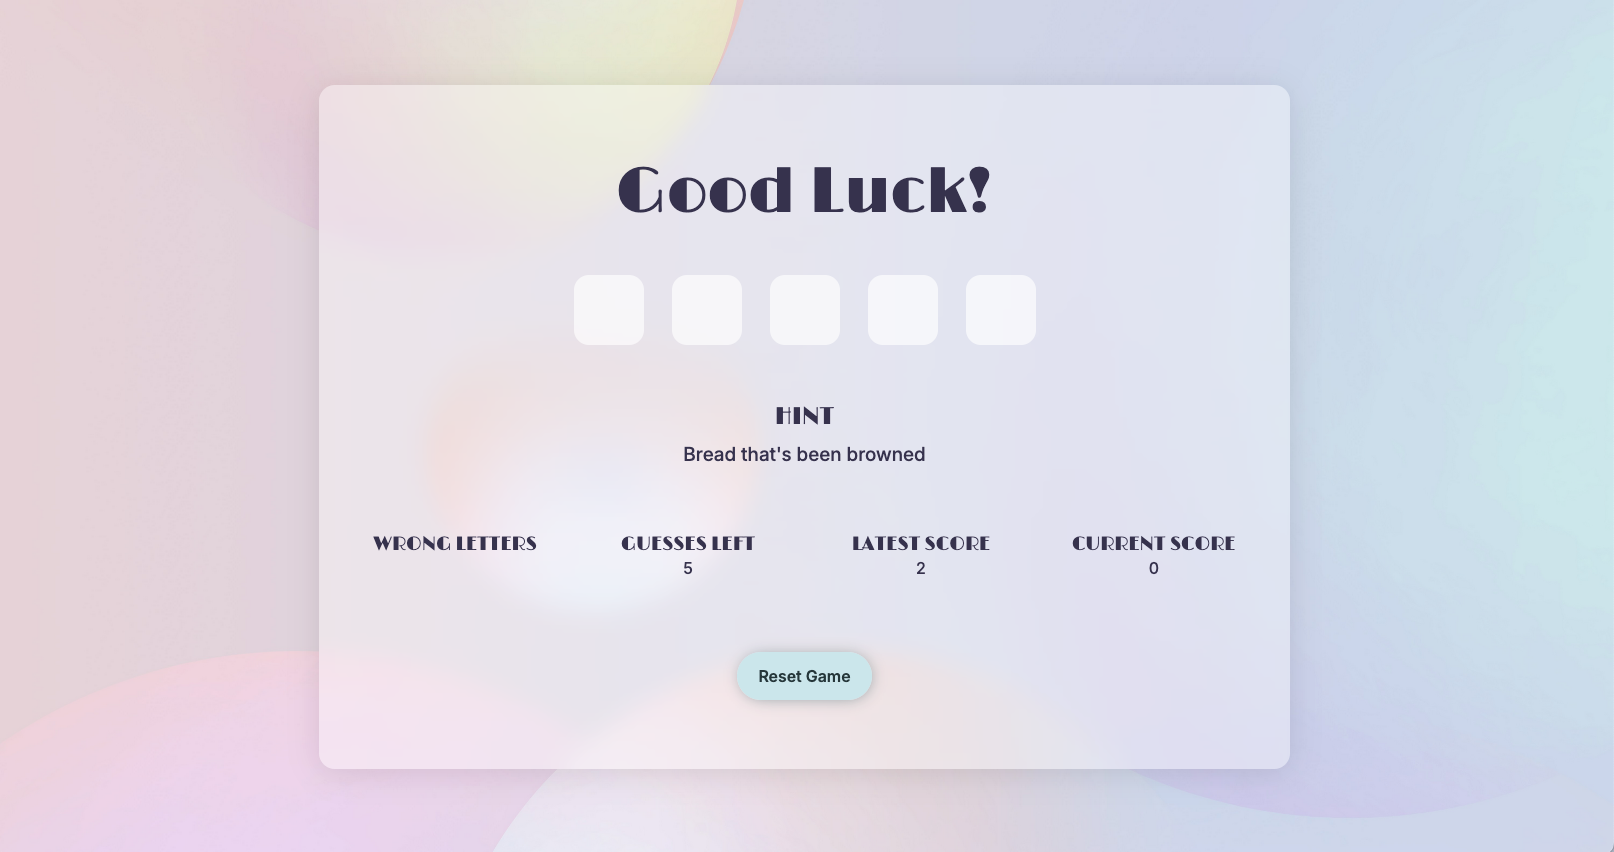 Good Luck!
HINT
Bread that's been browned
WRONG LETTERS
GUESSES LEFT
5
LATEST SCORE
2
CURRENT SCORE
0
Reset Game